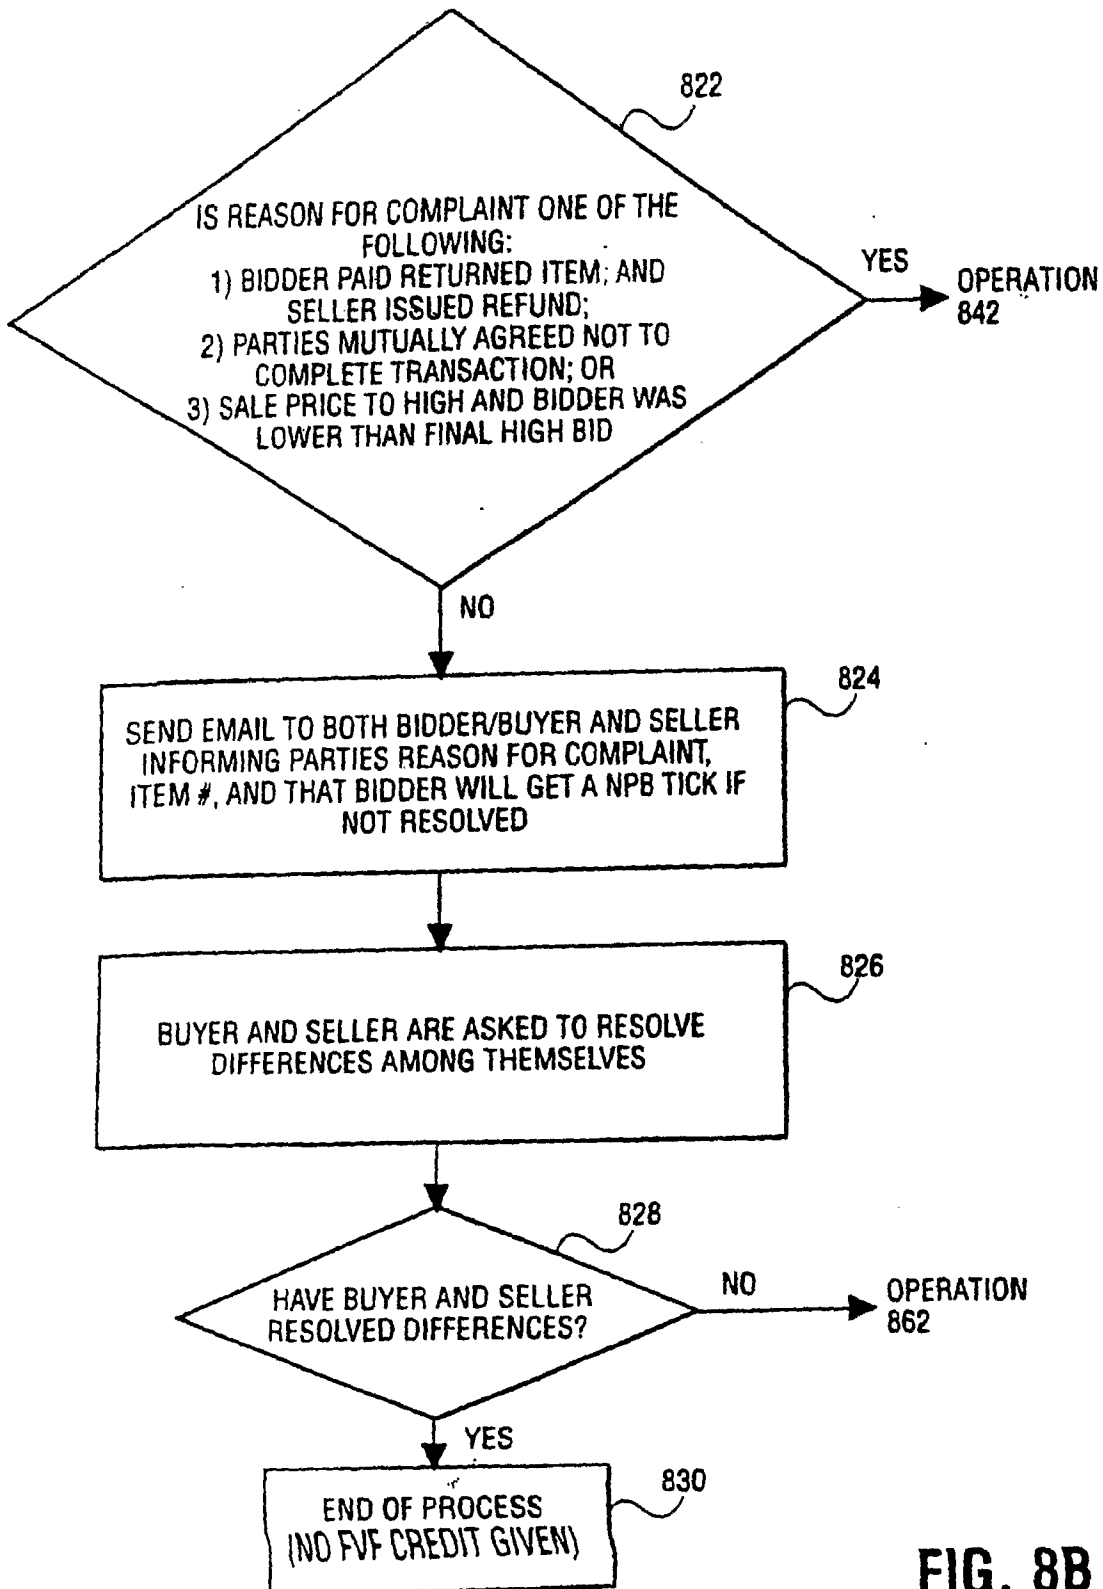 822
IS REASON FOR COMPLAINT ONE OF THE
FOLLOWING:
1) BIDDER PAID RETURNED ITEM; AND
SELLER ISSUED REFUND;
2) PARTIES MUTUALLY AGREED NOT TO
COMPLETE TRANSACTION; OR
3) SALE PRICE TO HIGH AND BIDDER WAS
LOWER THAN FINAL HIGH BID
YES
OPERATION
842
NO
824
SEND EMAIL TO BOTH BIDDER/BUYER AND SELLER
INFORMING PARTIES REASON FOR COMPLAINT,
ITEM #, AND THAT BIDDER WILL GET A NPB TICK IF
NOT RESOLVED
826
BUYER AND SELLER ARE ASKED TO RESOLVE
DIFFERENCES AMONG THEMSELVES
828
HAVE BUYER AND SELLER
RESOLVED DIFFERENCES?
NO
OPERATION
862
YES
830
END OF PROCESS
(NO FVF CREDIT GIVEN)
FIG. 8B